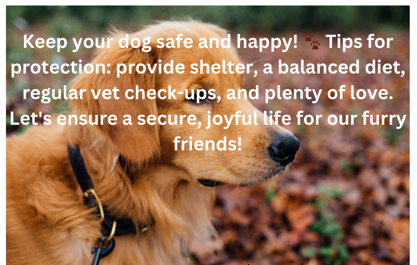 Keep your dog safe and happy! 🐾 Tips for
protection: provide shelter, a balanced diet,
regular vet check-ups, and plenty of love.
Let's ensure a secure, joyful life for our furry
friends!